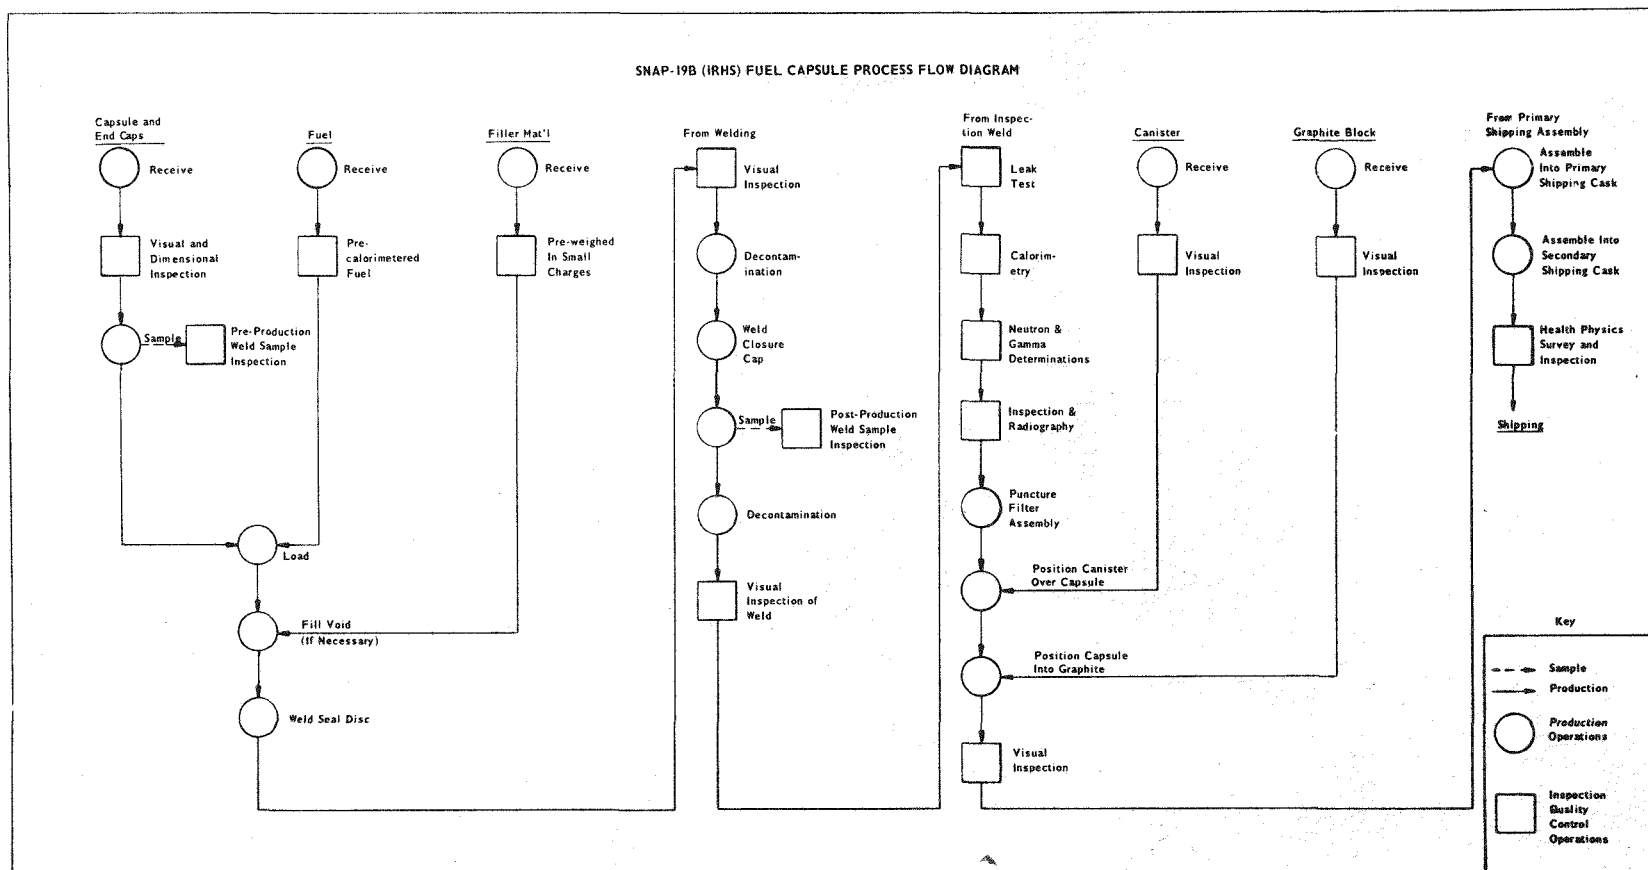 SNAP-19B (IRHS) FUEL CAPSULE PROCESS FLOW DIAGRAM
Capsule and
End Caps
Receive
Visual and
Dimensional
Inspection
Sample
Pre-Production
Weld Sample
Inspection
Fuel
Receive
Pre-
calorimetered
Fuel
Load
Filler Mat'l
Receive
Pre-weighed
In Small
Charges
Fill Void
(If Necessary)
Weld Seal Disc
From Welding
Visual
Inspection
Decontam-
ination
Weld
Closure
Cap
Sample
Post-Production
Weld Sample
Inspection
Decontamination
Visual
Inspection of
Weld
From Inspec-
tion Weld
Leak
Test
Calorim-
etry
Neutron &
Gamma
Determinations
Inspection &
Radiography
Puncture
Filter
Assembly
Position Canister
Over Capsule
Position Capsule
Into Graphite
Visual
Inspection
Canister
Receive
Visual
Inspection
Graphite Block
Receive
Visual
Inspection
From Primary
Shipping Assembly
Assemble
Into Primary
Shipping Cask
Assemble Into
Secondary
Shipping Cask
Health Physics
Survey and
Inspection
Shipping
Key
Sample
Production
Production
Operations
Inspection
Quality
Control
Operations